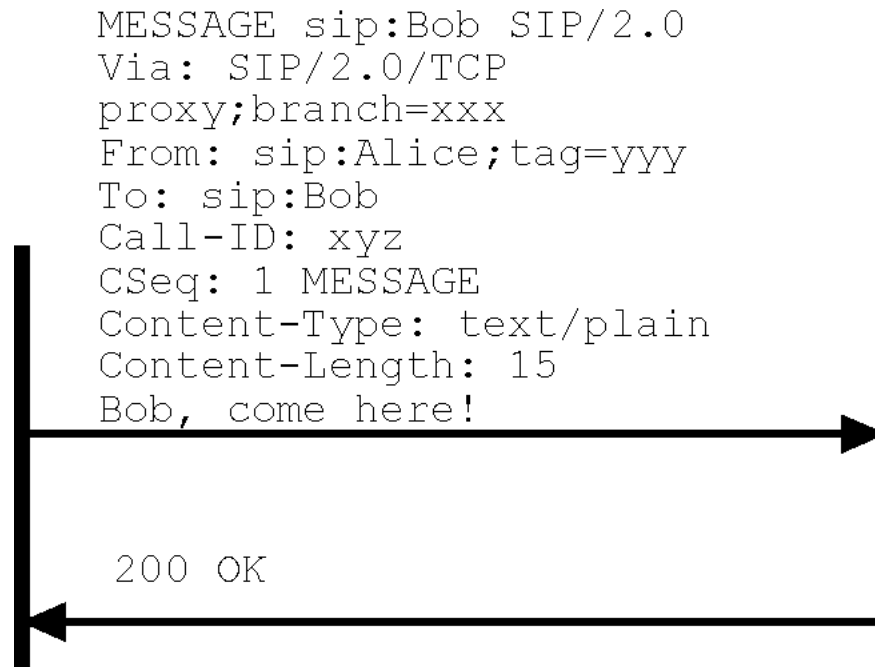 MESSAGE sip:Bob SIP/2.0
Via: SIP/2.0/TCP
proxy;branch=xxx
From: sip:Alice;tag=yyy
To: sip:Bob
Call-ID: xyz
CSeq: 1 MESSAGE
Content-Type: text/plain
Content-Length: 15
Bob, come here!
200 OK